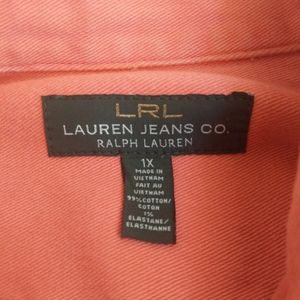 LRL
LAUREN JEANS CO.
RALPH LAUREN
1X
MADE IN
VIETNAM
FAIT AU
VIETNAM
99% COTTON/
COTON
1%
ELASTANE/
ELASTHANNE